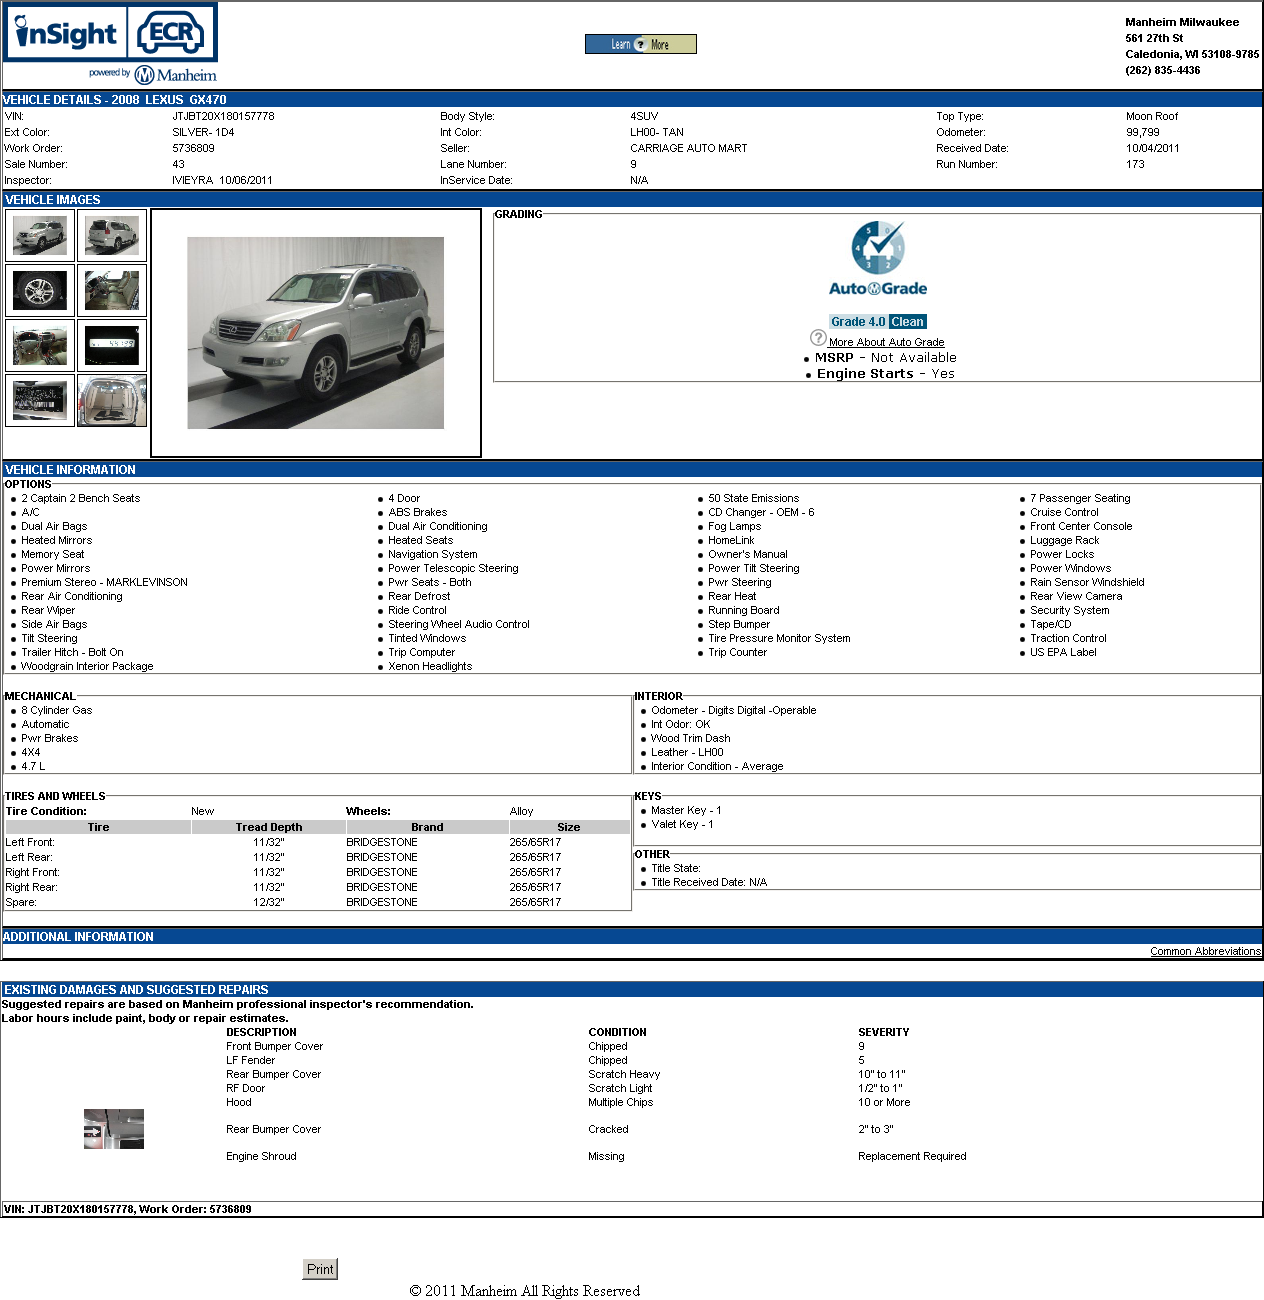 inSight ECR
powered by Manheim
Learn ? More
Manheim Milwaukee
561 27th St
Caledonia, WI 53108-9785
(262) 835-4436
VEHICLE DETAILS - 2008 LEXUS GX470
VIN: JTJBT20X180157778 Body Style: 4SUV Top Type: Moon Roof
Ext Color: SILVER- 1D4 Int Color: LH00- TAN Odometer: 99,799
Work Order: 5736809 Seller: CARRIAGE AUTO MART Received Date: 10/04/2011
Sale Number: 43 Lane Number: 9 Run Number: 173
Inspector: IVIEYRA 10/06/2011 InService Date: N/A
VEHICLE IMAGES
GRADING
4 3 2 1
AutoGrade
Grade 4.0 Clean
? More About Auto Grade
MSRP - Not Available
Engine Starts - Yes
VEHICLE INFORMATION
OPTIONS
2 Captain 2 Bench Seats 4 Door 50 State Emissions 7 Passenger Seating
A/C ABS Brakes CD Changer - OEM - 6 Cruise Control
Dual Air Bags Dual Air Conditioning Fog Lamps Front Center Console
Heated Mirrors Heated Seats HomeLink Luggage Rack
Memory Seat Navigation System Owner's Manual Power Locks
Power Mirrors Power Telescopic Steering Power Tilt Steering Power Windows
Premium Stereo - MARKLEVINSON Pwr Seats - Both Pwr Steering Rain Sensor Windshield
Rear Air Conditioning Rear Defrost Rear Heat Rear View Camera
Rear Wiper Ride Control Running Board Security System
Side Air Bags Steering Wheel Audio Control Step Bumper Tape/CD
Tilt Steering Tinted Windows Tire Pressure Monitor System Traction Control
Trailer Hitch - Bolt On Trip Computer Trip Counter US EPA Label
Woodgrain Interior Package Xenon Headlights
MECHANICAL
8 Cylinder Gas
Automatic
Pwr Brakes
4X4
4.7 L
INTERIOR
Odometer - Digits Digital -Operable
Int Odor: OK
Wood Trim Dash
Leather - LH00
Interior Condition - Average
TIRES AND WHEELS
Tire Condition: New Wheels: Alloy
Tire Tread Depth Brand Size
Left Front: 11/32" BRIDGESTONE 265/65R17
Left Rear: 11/32" BRIDGESTONE 265/65R17
Right Front: 11/32" BRIDGESTONE 265/65R17
Right Rear: 11/32" BRIDGESTONE 265/65R17
Spare: 12/32" BRIDGESTONE 265/65R17
KEYS
Master Key - 1
Valet Key - 1
OTHER
Title State:
Title Received Date: N/A
ADDITIONAL INFORMATION
Common Abbreviations
EXISTING DAMAGES AND SUGGESTED REPAIRS
Suggested repairs are based on Manheim professional inspector's recommendation.
Labor hours include paint, body or repair estimates.
DESCRIPTION CONDITION SEVERITY
Front Bumper Cover Chipped 9
LF Fender Chipped 5
Rear Bumper Cover Scratch Heavy 10" to 11"
RF Door Scratch Light 1/2" to 1"
Hood Multiple Chips 10 or More
Rear Bumper Cover Cracked 2" to 3"
Engine Shroud Missing Replacement Required
VIN: JTJBT20X180157778, Work Order: 5736809
Print
© 2011 Manheim All Rights Reserved